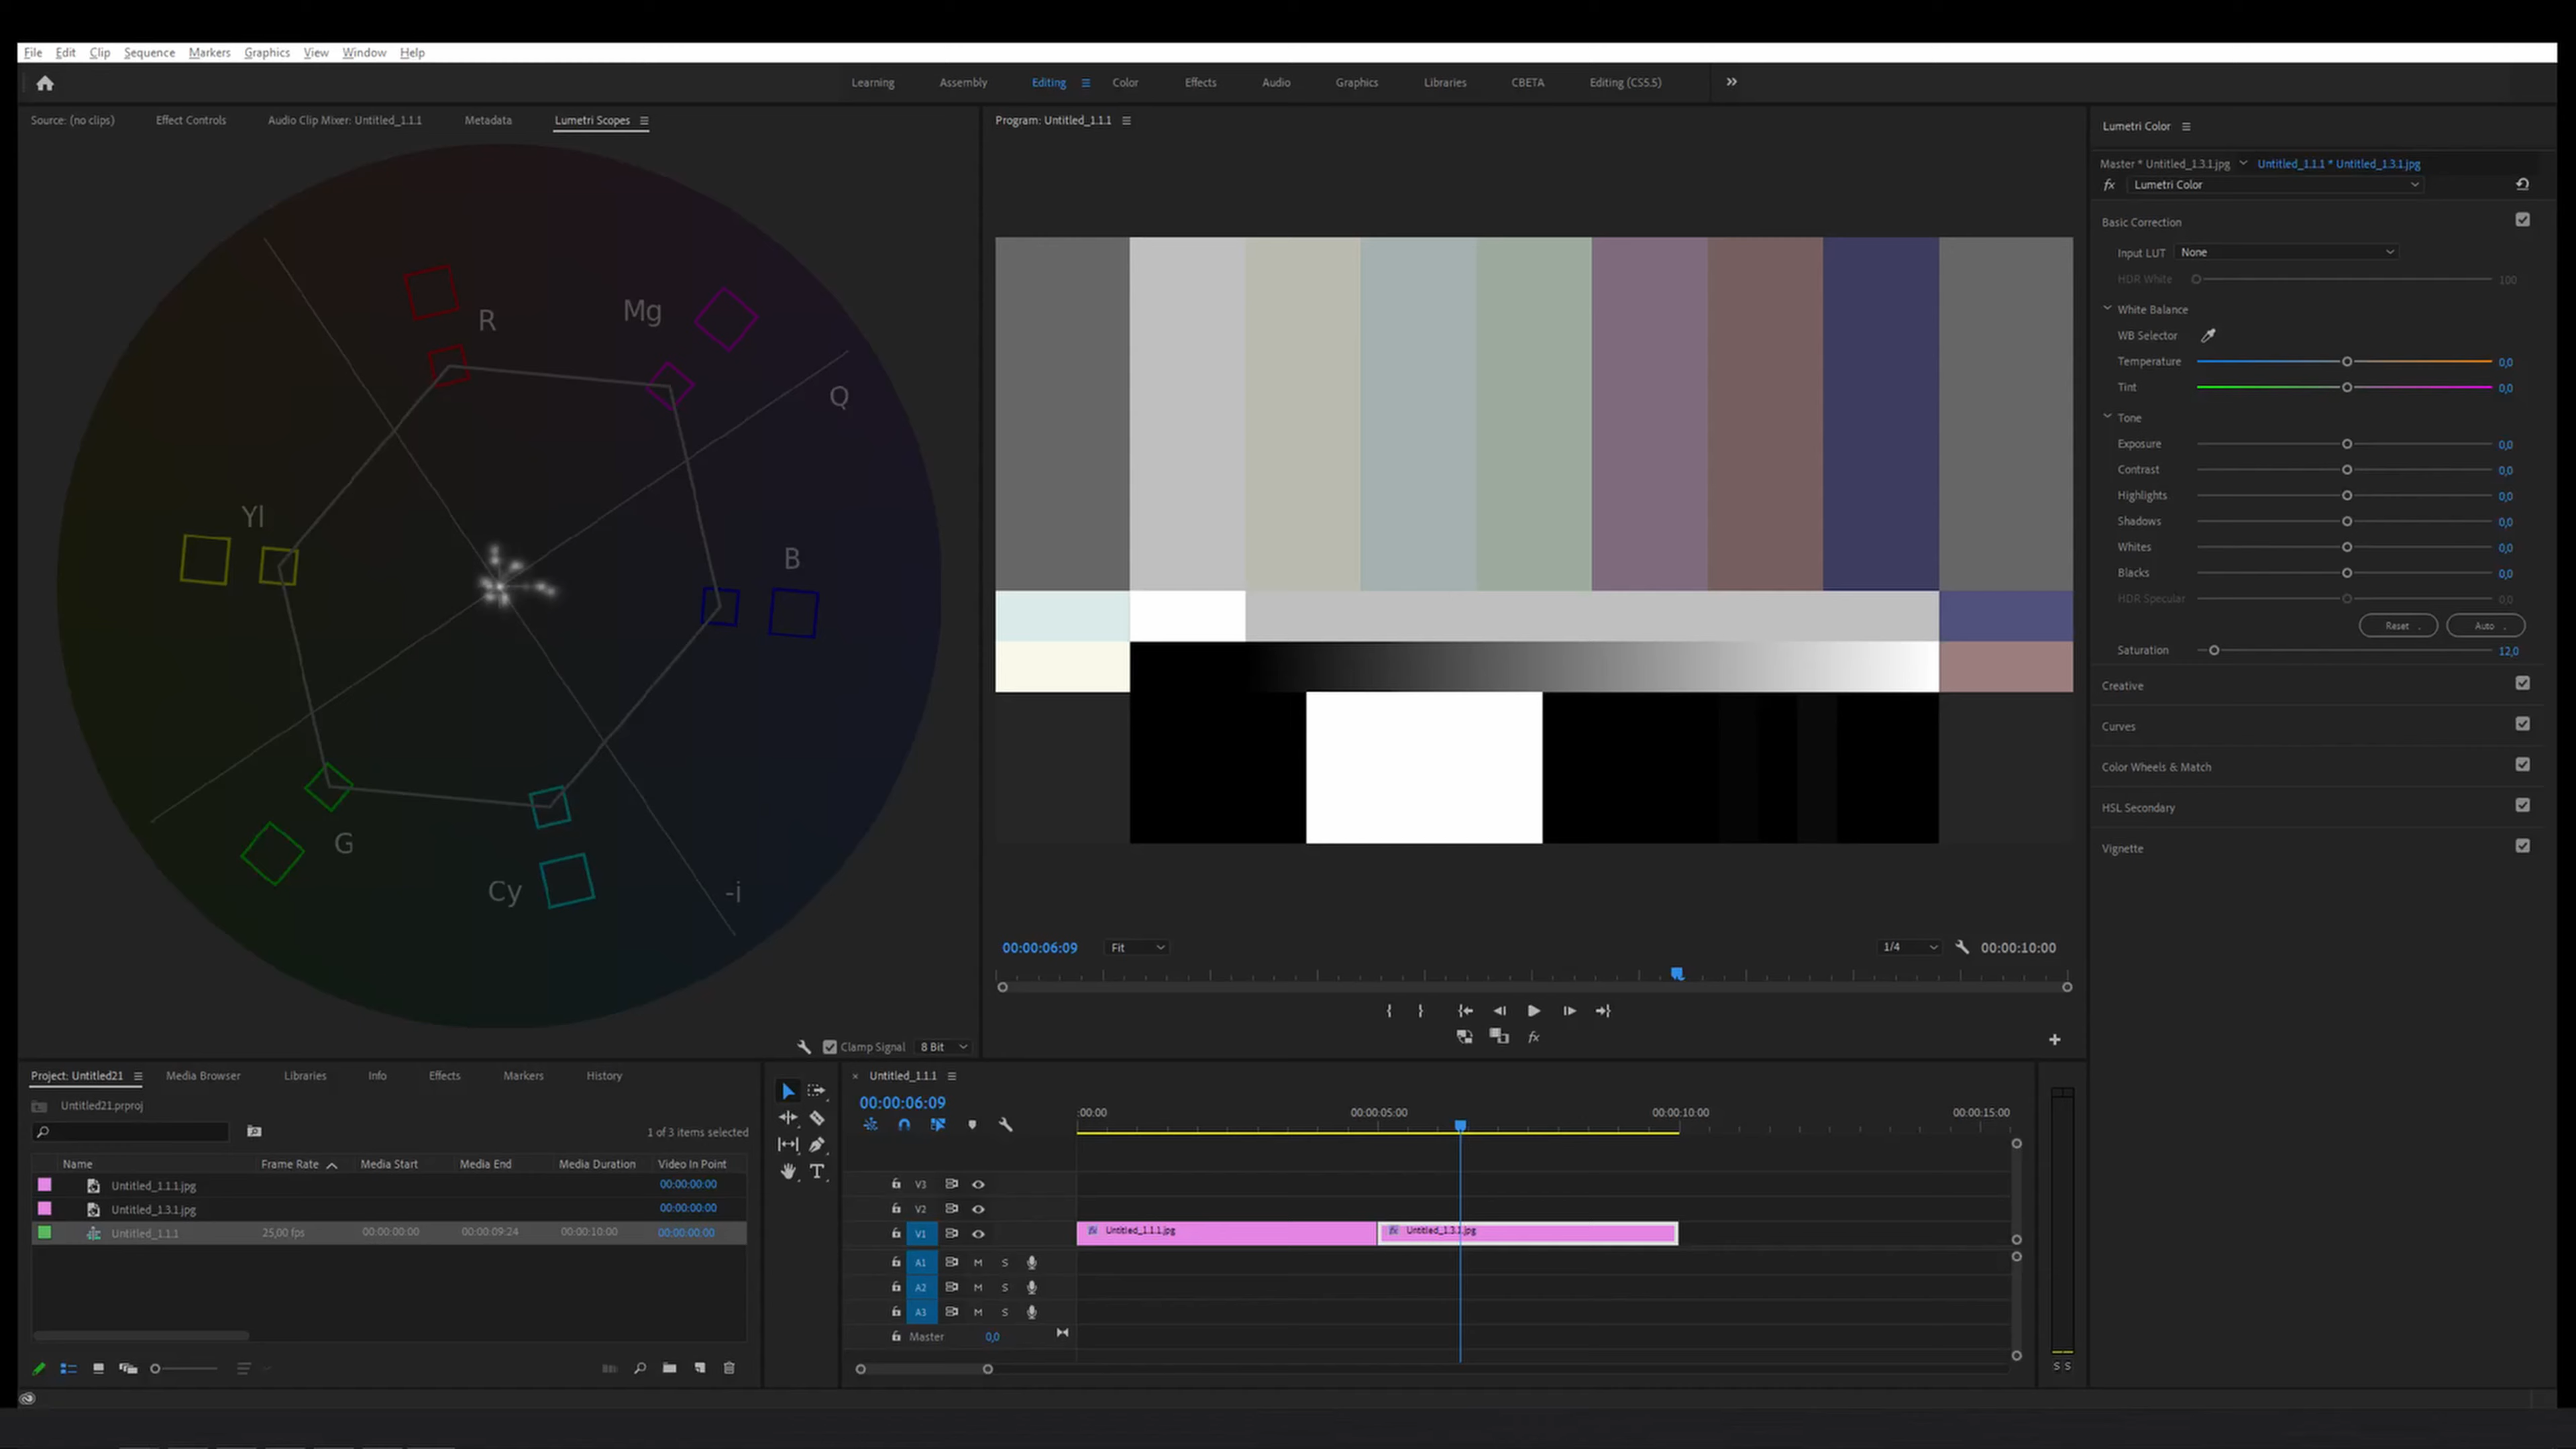 File Edit Clip Sequence Markers Graphics View Window Help
Learning Assembly Editing Color Effects Audio Graphics Libraries CBETA Editing (CS5.5)
Source: (no clips) Effect Controls Audio Clip Mixer: Untitled_1.1.1 Metadata Lumetri Scopes
R
Mg
Q
Yl
B
G
Cy
-i
Clamp Signal 8 Bit
Program: Untitled_1.1.1
00:00:06:09 Fit 1/4 00:00:10:00
Lumetri Color
Master * Untitled_1.3.1.jpg Untitled_1.1.1 * Untitled_1.3.1.jpg
fx Lumetri Color
Basic Correction
Input LUT None
HDR White 100
White Balance
WB Selector
Temperature 0,0
Tint 0,0
Tone
Exposure 0,0
Contrast 0,0
Highlights 0,0
Shadows 0,0
Whites 0,0
Blacks 0,0
HDR Specular 0,0
Reset Auto
Saturation 12,0
Creative
Curves
Color Wheels & Match
HSL Secondary
Vignette
fx
Project: Untitled21 Media Browser Libraries Info Effects Markers History
Untitled21.prproj
1 of 3 items selected
Name Frame Rate Media Start Media End Media Duration Video In Point
Untitled_1.1.1.jpg 00:00:00:00
Untitled_1.3.1.jpg 00:00:00:00
Untitled_1.1.1 25,00 fps 00:00:00:00 00:00:09:24 00:00:10:00 00:00:00:00
Untitled_1.1.1
00:00:06:09
:00:00 00:00:05:00 00:00:10:00 00:00:15:00
V3
V2
V1 fx Untitled_1.1.1.jpg fx Untitled_1.3.1.jpg
A1 M S
A2 M S
A3 M S
Master 0,0
S S